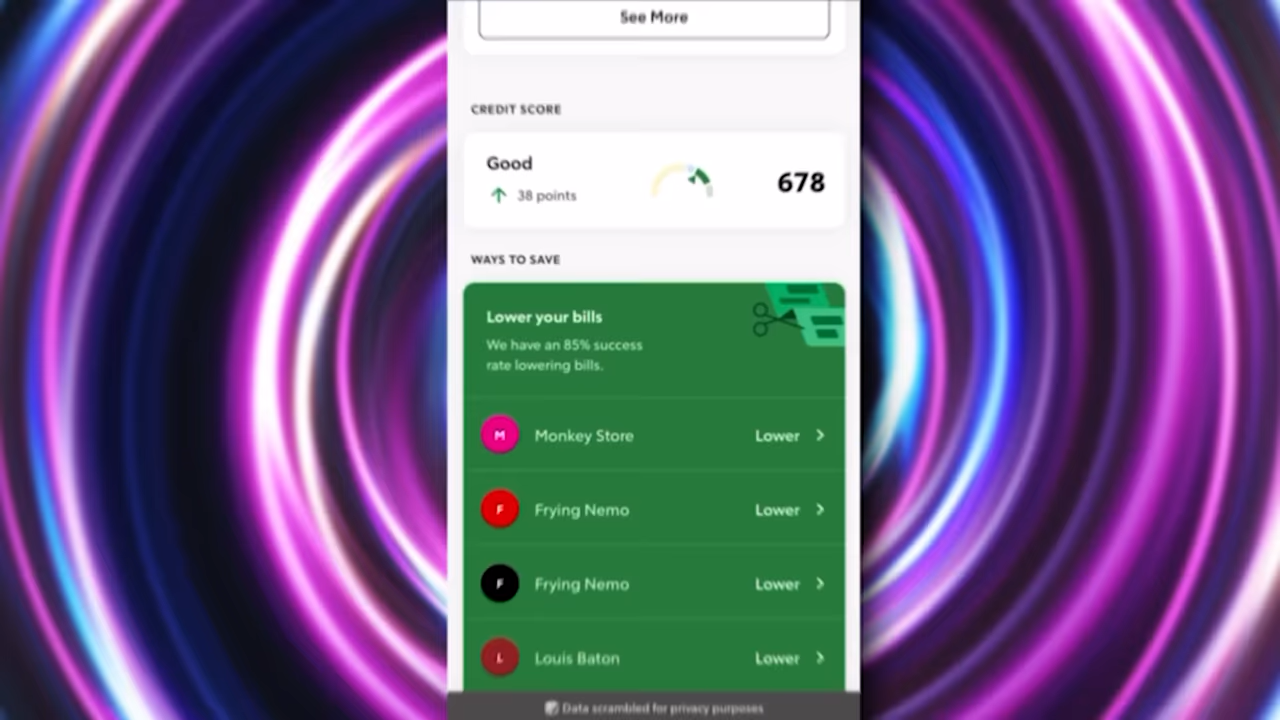 See More
CREDIT SCORE
Good
38 points
678
WAYS TO SAVE
Lower your bills
We have an 85% success
rate lowering bills.
M Monkey Store Lower
F Frying Nemo Lower
F Frying Nemo Lower
L Louis Baton Lower
Data scrambled for privacy purposes